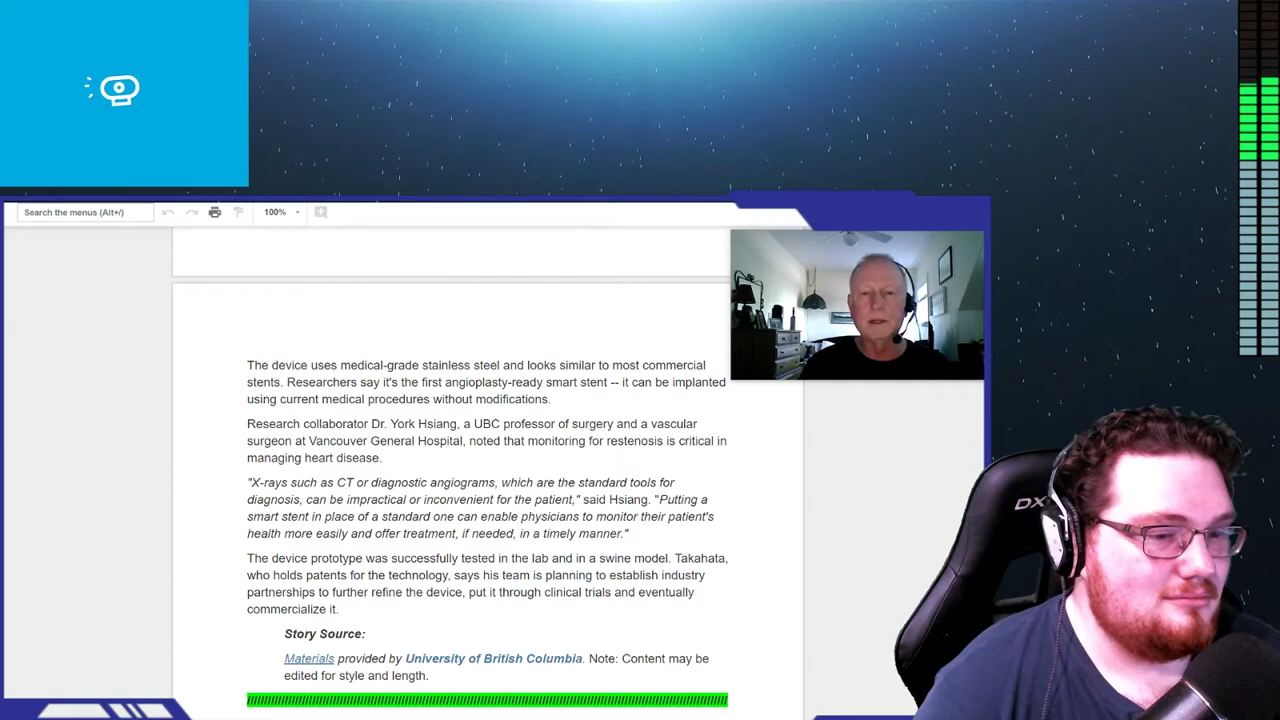 Search the menus (Alt+/)
100%
The device uses medical-grade stainless steel and looks similar to most commercial
stents. Researchers say it's the first angioplasty-ready smart stent -- it can be implanted
using current medical procedures without modifications.
Research collaborator Dr. York Hsiang, a UBC professor of surgery and a vascular
surgeon at Vancouver General Hospital, noted that monitoring for restenosis is critical in
managing heart disease.
"X-rays such as CT or diagnostic angiograms, which are the standard tools for
diagnosis, can be impractical or inconvenient for the patient," said Hsiang. "Putting a
smart stent in place of a standard one can enable physicians to monitor their patient's
health more easily and offer treatment, if needed, in a timely manner."
The device prototype was successfully tested in the lab and in a swine model. Takahata,
who holds patents for the technology, says his team is planning to establish industry
partnerships to further refine the device, put it through clinical trials and eventually
commercialize it.
Story Source:
Materials provided by University of British Columbia. Note: Content may be
edited for style and length.
DX